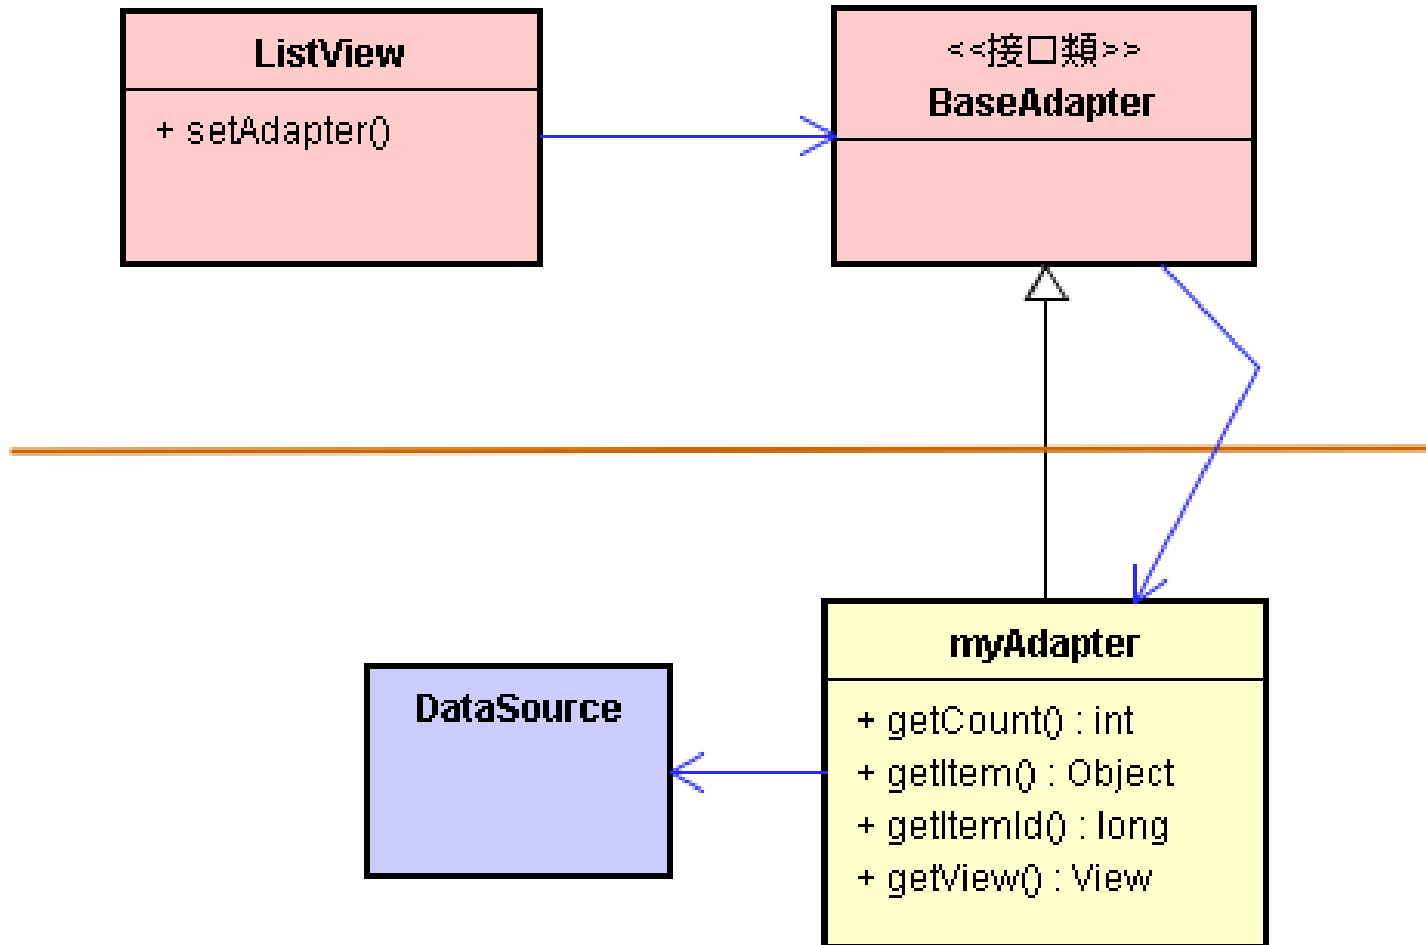 ListView
+ setAdapter()
<<接口類>>
BaseAdapter
myAdapter
+ getCount() : int
+ getItem() : Object
+ getItemId() : long
+ getView() : View
DataSource